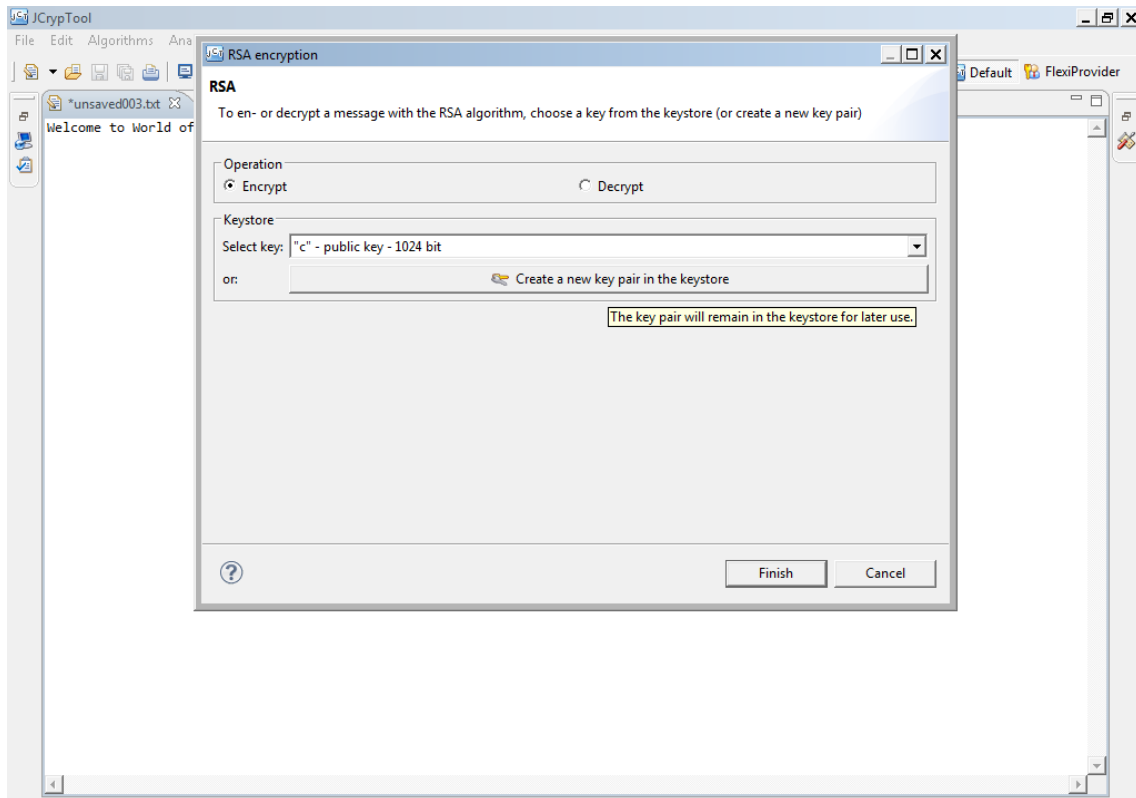 JCrypTool
File Edit Algorithms Ana
Default FlexiProvider
*unsaved003.txt
Welcome to World of
RSA encryption
RSA
To en- or decrypt a message with the RSA algorithm, choose a key from the keystore (or create a new key pair)
Operation
Encrypt Decrypt
Keystore
Select key: "c" - public key - 1024 bit
or: Create a new key pair in the keystore
The key pair will remain in the keystore for later use.
Finish Cancel